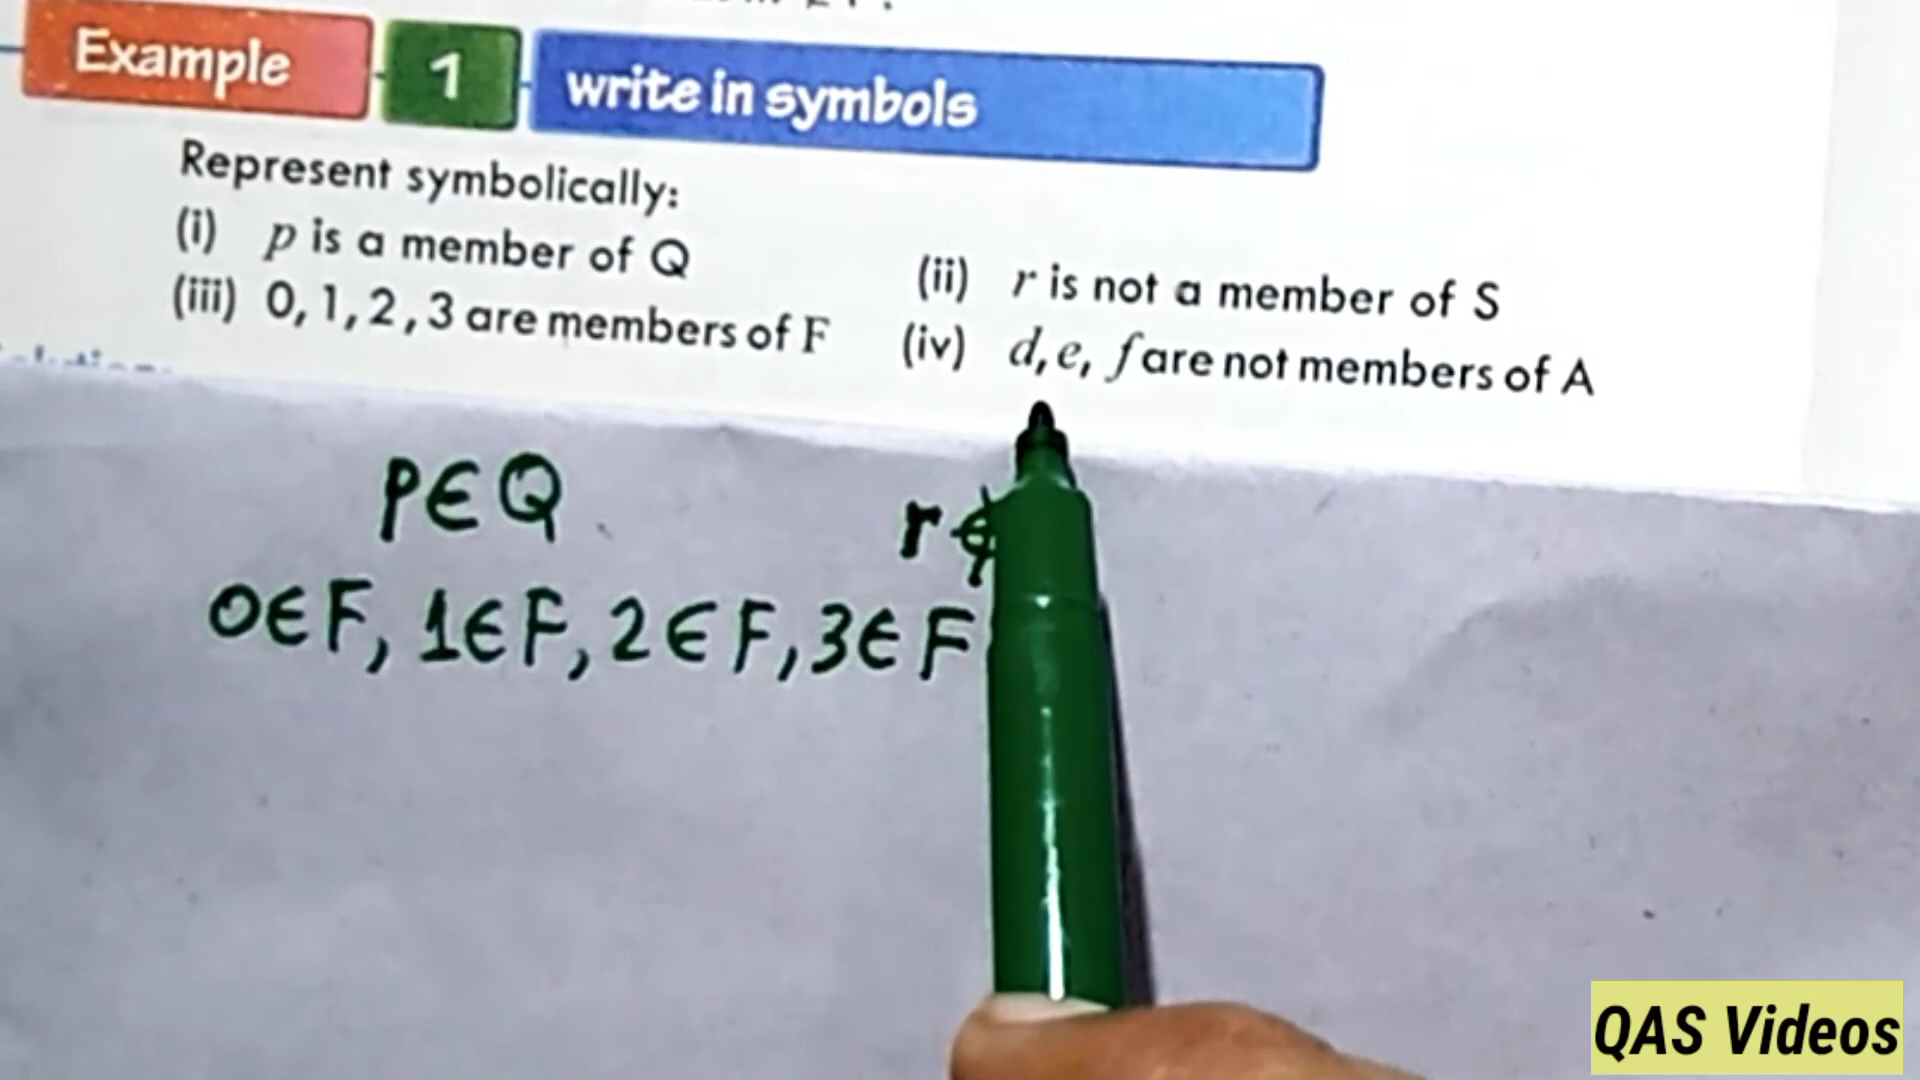 Example 1 write in symbols
Represent symbolically:
(i) p is a member of Q
(ii) r is not a member of S
(iii) 0, 1, 2, 3 are members of F
(iv) d, e, f are not members of A
P∈Q
r∉
0∈F, 1∈F, 2∈F, 3∈F
QAS Videos